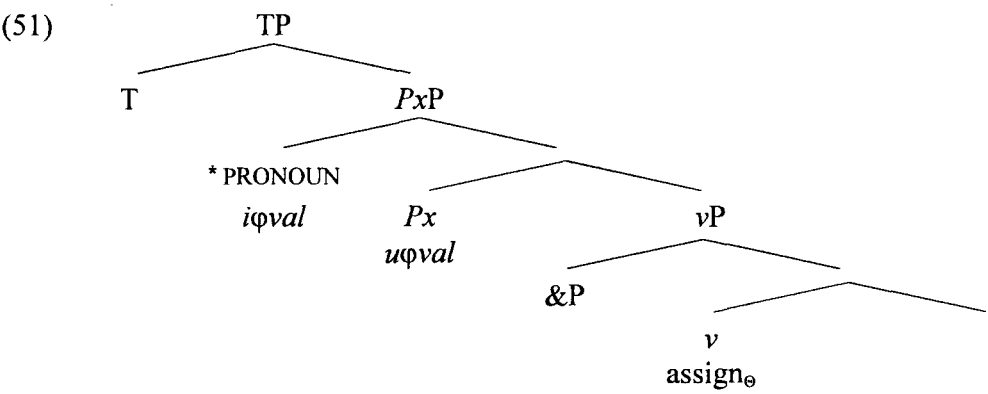 (51) TP
T PxP
* PRONOUN
iφval Px vP
uφval
&P
v
assignΘ